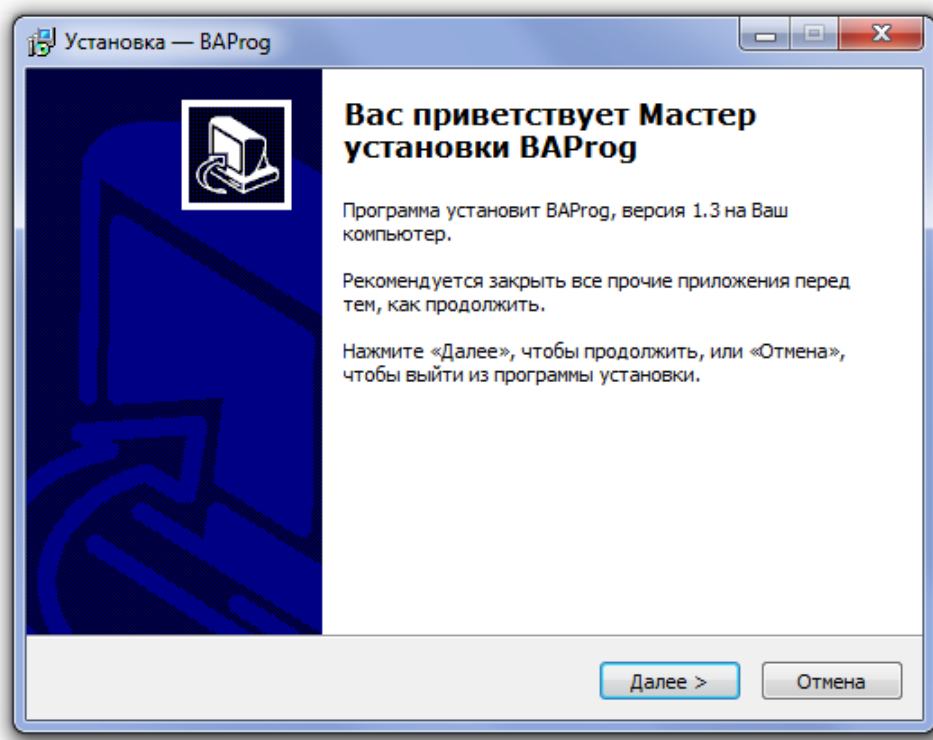 Установка — BAProg
Вас приветствует Мастер
установки BAProg
Программа установит BAProg, версия 1.3 на Ваш
компьютер.
Рекомендуется закрыть все прочие приложения перед
тем, как продолжить.
Нажмите «Далее», чтобы продолжить, или «Отмена»,
чтобы выйти из программы установки.
Далее >
Отмена